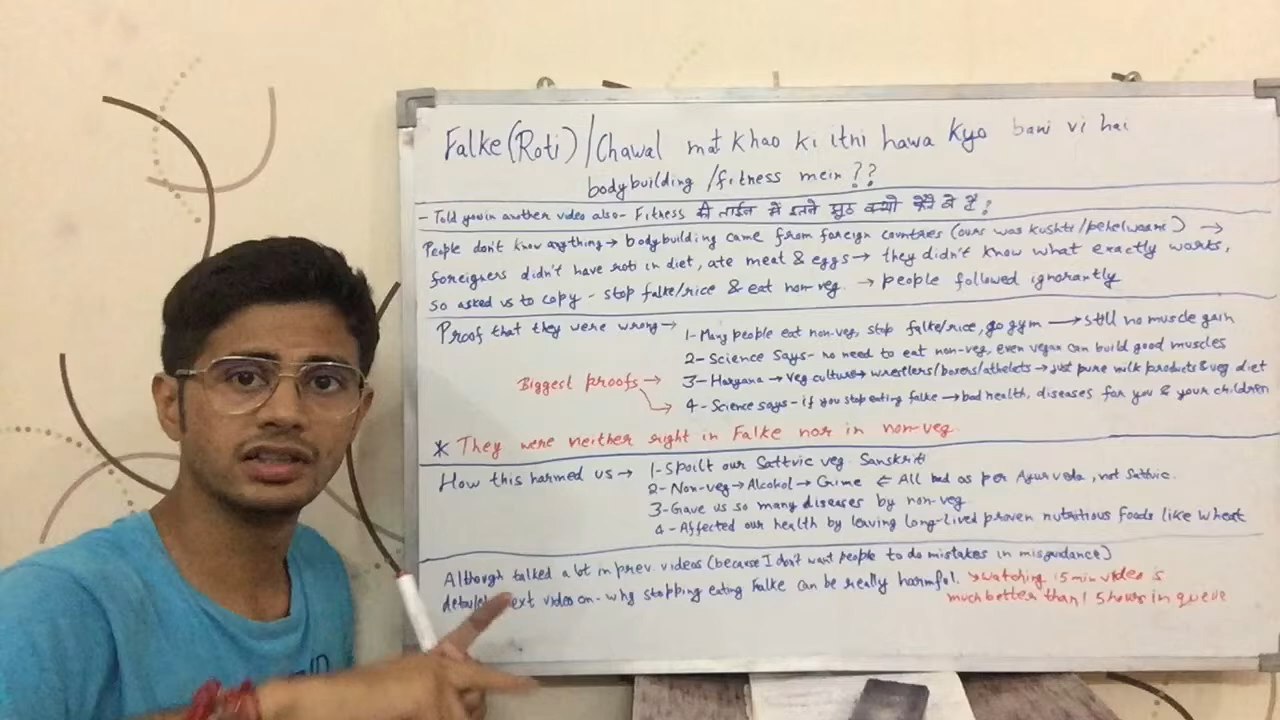 Falke(Roti)/Chawal mat khao ki itni hawa Kyo bani vi hai
bodybuilding/fitness mein??
- Told you in another video also- Fitness की लाईन में इतने झूठ क्यो फैले वे हैं?
People don't know anything→ bodybuilding came from foreign countries (ours was kushti/pehelwaani) →
foreigners didn't have roti in diet, ate meat & eggs→ they didn't know what exactly works,
so asked us to copy - stop falke/rice & eat non-veg. → people followed ignorantly
Proof that they were wrong→ 1-Many people eat non-veg, stop falke/rice, go gym → still no muscle gain
2- Science Says- no need to eat non-veg, even vegan can build good muscles
Biggest proofs→ 3-Haryana → Veg culture→ wrestlers/boxers/athelets→ just pure milk products & veg diet
4- Science says- if you stop eating falke →bad health, diseases for you & your children
* They were neither right in Falke nor in non-veg.
How this harmed us → 1-Spoilt our Sattvic veg. Sanskriti
2- Non-veg→Alcohol→ Crime ← All bad as per Ayurveda, not Sattvic.
3-Gave us so many diseases by non-veg
4-Affected our health by leaving long-lived proven nutritious foods like wheat
Although talked a lot in prev. videos (because I don't want people to do mistakes in misguidance)
next video on- why stopping eating Falke can be really harmful. →watching 15 min video is
much better than 15 hours in queue